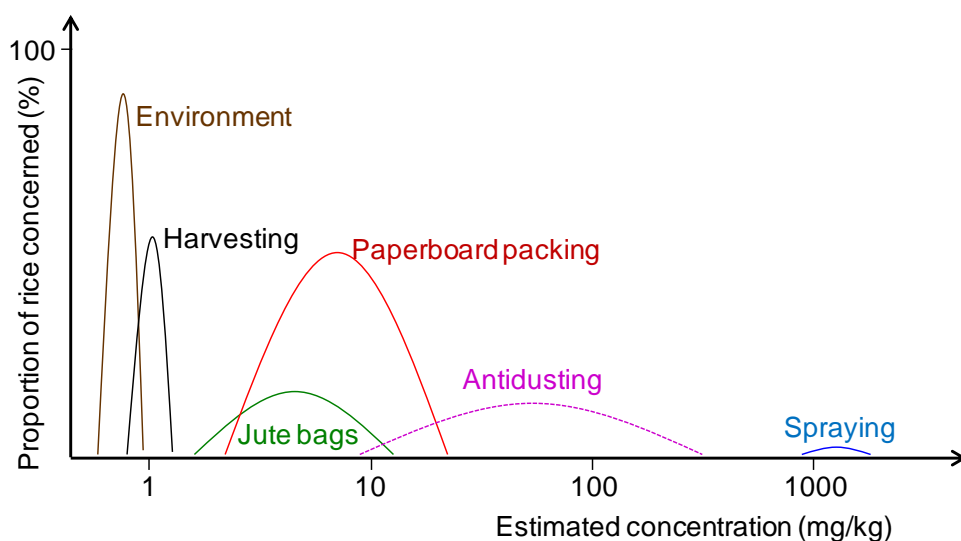 Proportion of rice concerned (%)
100
Environment
Harvesting
Paperboard packing
Antidusting
Jute bags
Spraying
1 10 100 1000
Estimated concentration (mg/kg)